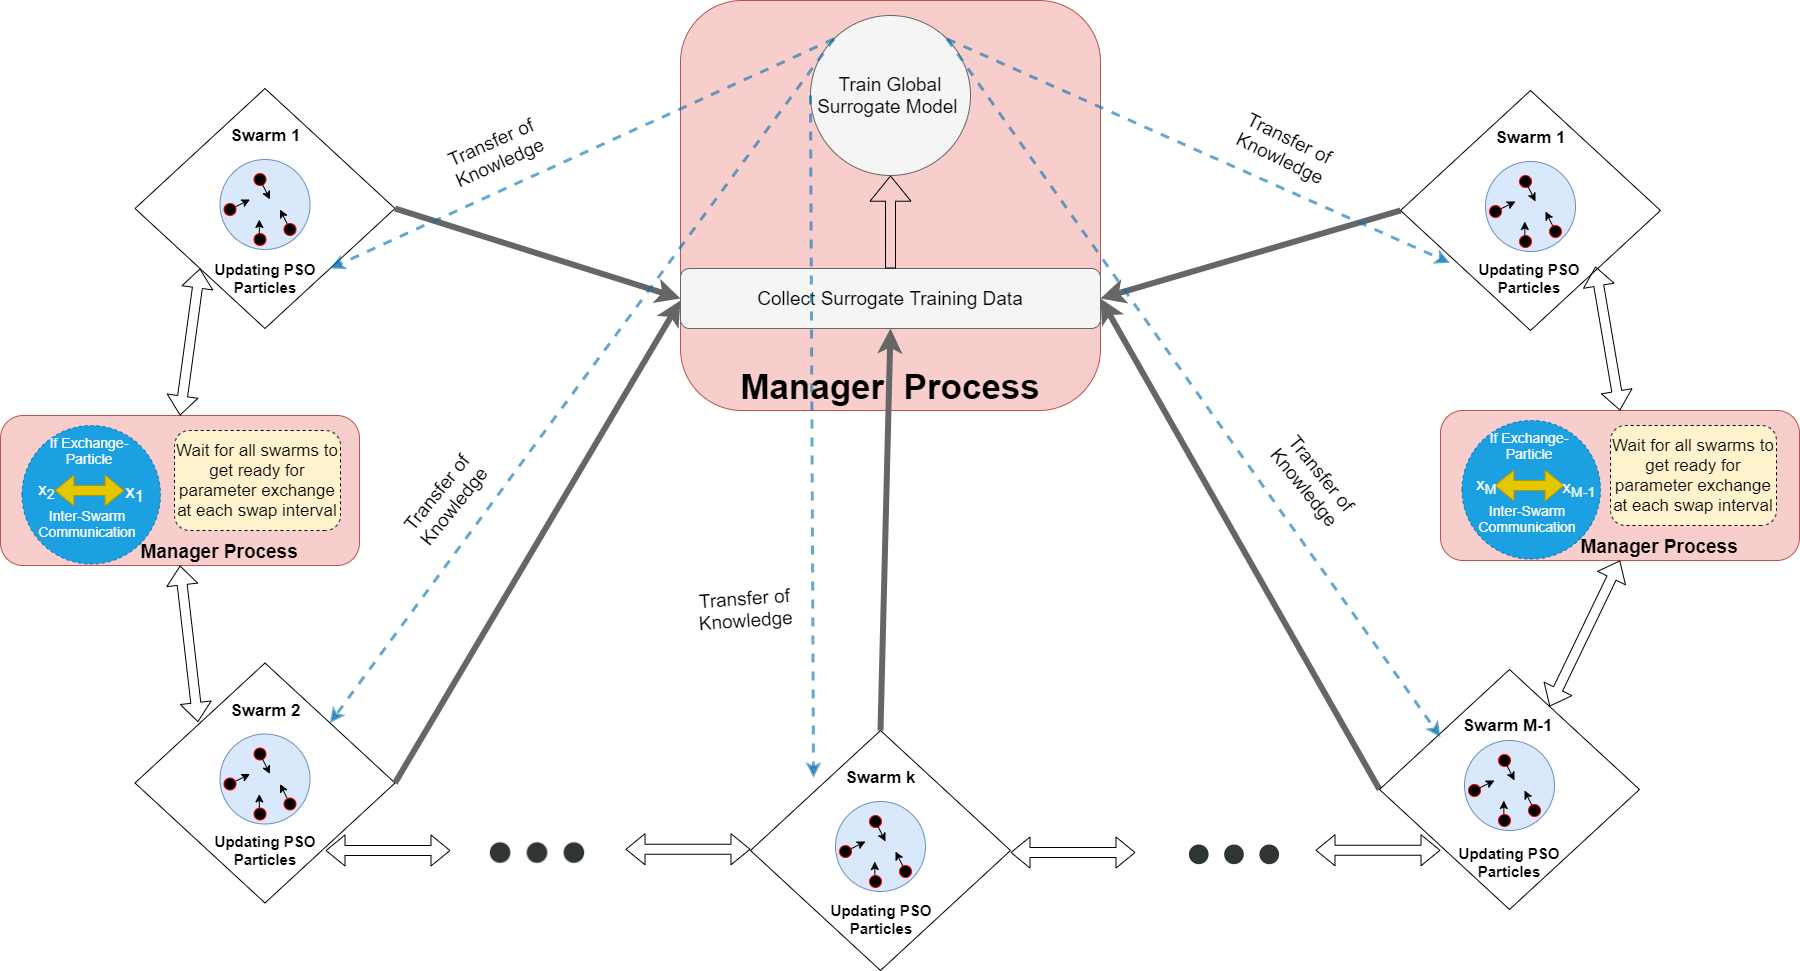 Train Global
Surrogate Model
Collect Surrogate Training Data
Manager Process
Transfer of
Knowledge
Transfer of
Knowledge
Swarm 1
Updating PSO
Particles
Swarm 1
Updating PSO
Particles
If Exchange-
Particle
x2 x1
Inter-Swarm
Communication
Wait for all swarms to
get ready for
parameter exchange
at each swap interval
Manager Process
If Exchange-
Particle
xM xM-1
Inter-Swarm
Communication
Wait for all swarms to
get ready for
parameter exchange
at each swap interval
Manager Process
Transfer of
Knowledge
Transfer of
Knowledge
Transfer of
Knowledge
Swarm 2
Updating PSO
Particles
Swarm k
Updating PSO
Particles
Swarm M-1
Updating PSO
Particles